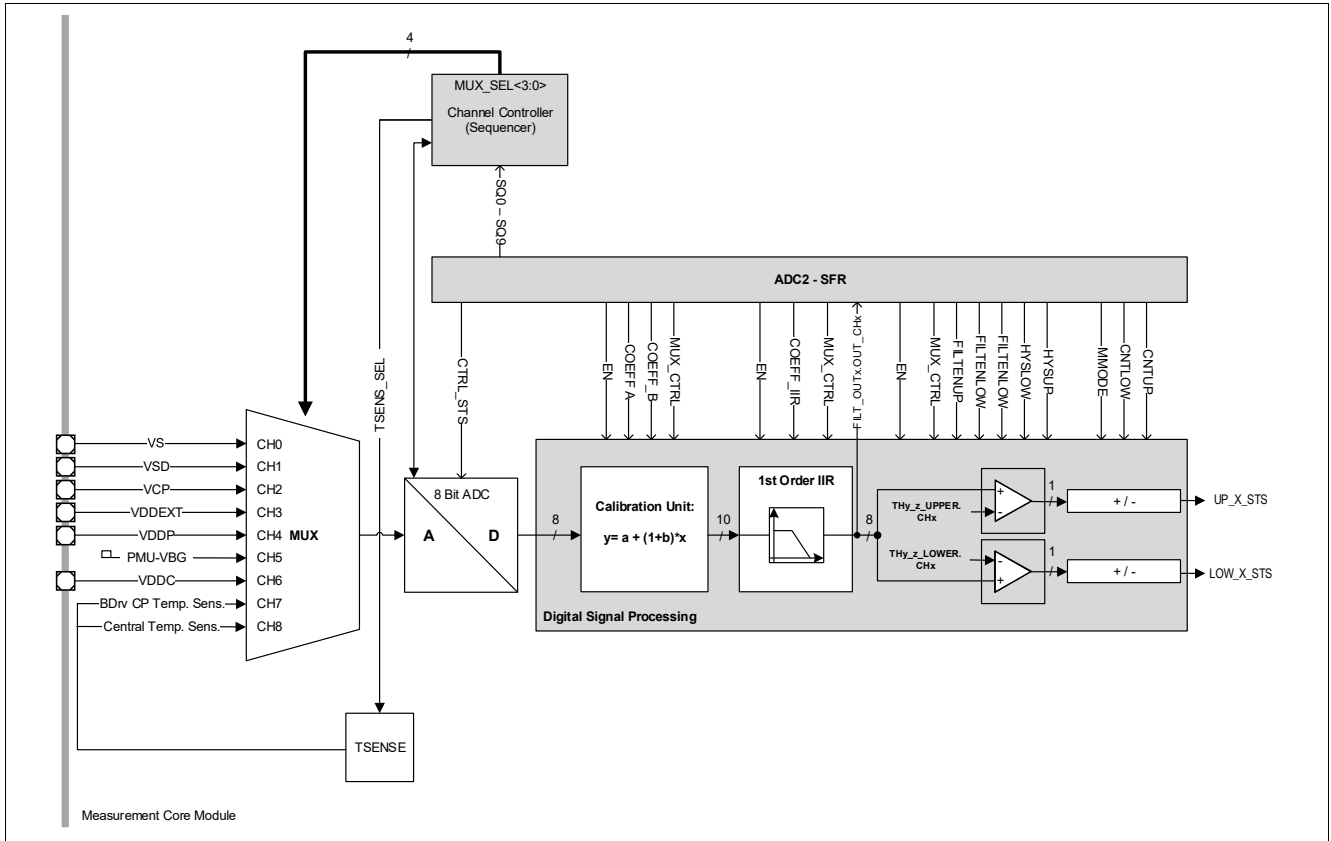 4
MUX_SEL<3:0>
Channel Controller
(Sequencer)
SQ0 – SQ9
ADC2 - SFR
TSENS_SEL
CTRL_STS
EN
COEFF A
COEFF_B
MUX_CTRL
EN
COEFF_IIR
MUX_CTRL
FILT_OUTx.OUT_CHx
EN
MUX_CTRL
FILTENUP
FILTENLOW
FILTENLOW
HYSLOW
HYSUP
MMODE
CNTLOW
CNTUP
VS
CH0
VSD
CH1
VCP
CH2
VDDEXT
CH3
VDDP
CH4
MUX
PMU-VBG
CH5
VDDC
CH6
BDrv CP Temp. Sens.
CH7
Central Temp. Sens.
CH8
8 Bit ADC
A
D
8
Calibration Unit:
y= a + (1+b)*x
10
1st Order IIR
8
THy_z_UPPER.
CHx
+
-
1
+ / -
UP_X_STS
THy_z_LOWER.
CHx
-
+
1
+ / -
LOW_X_STS
Digital Signal Processing
TSENSE
Measurement Core Module